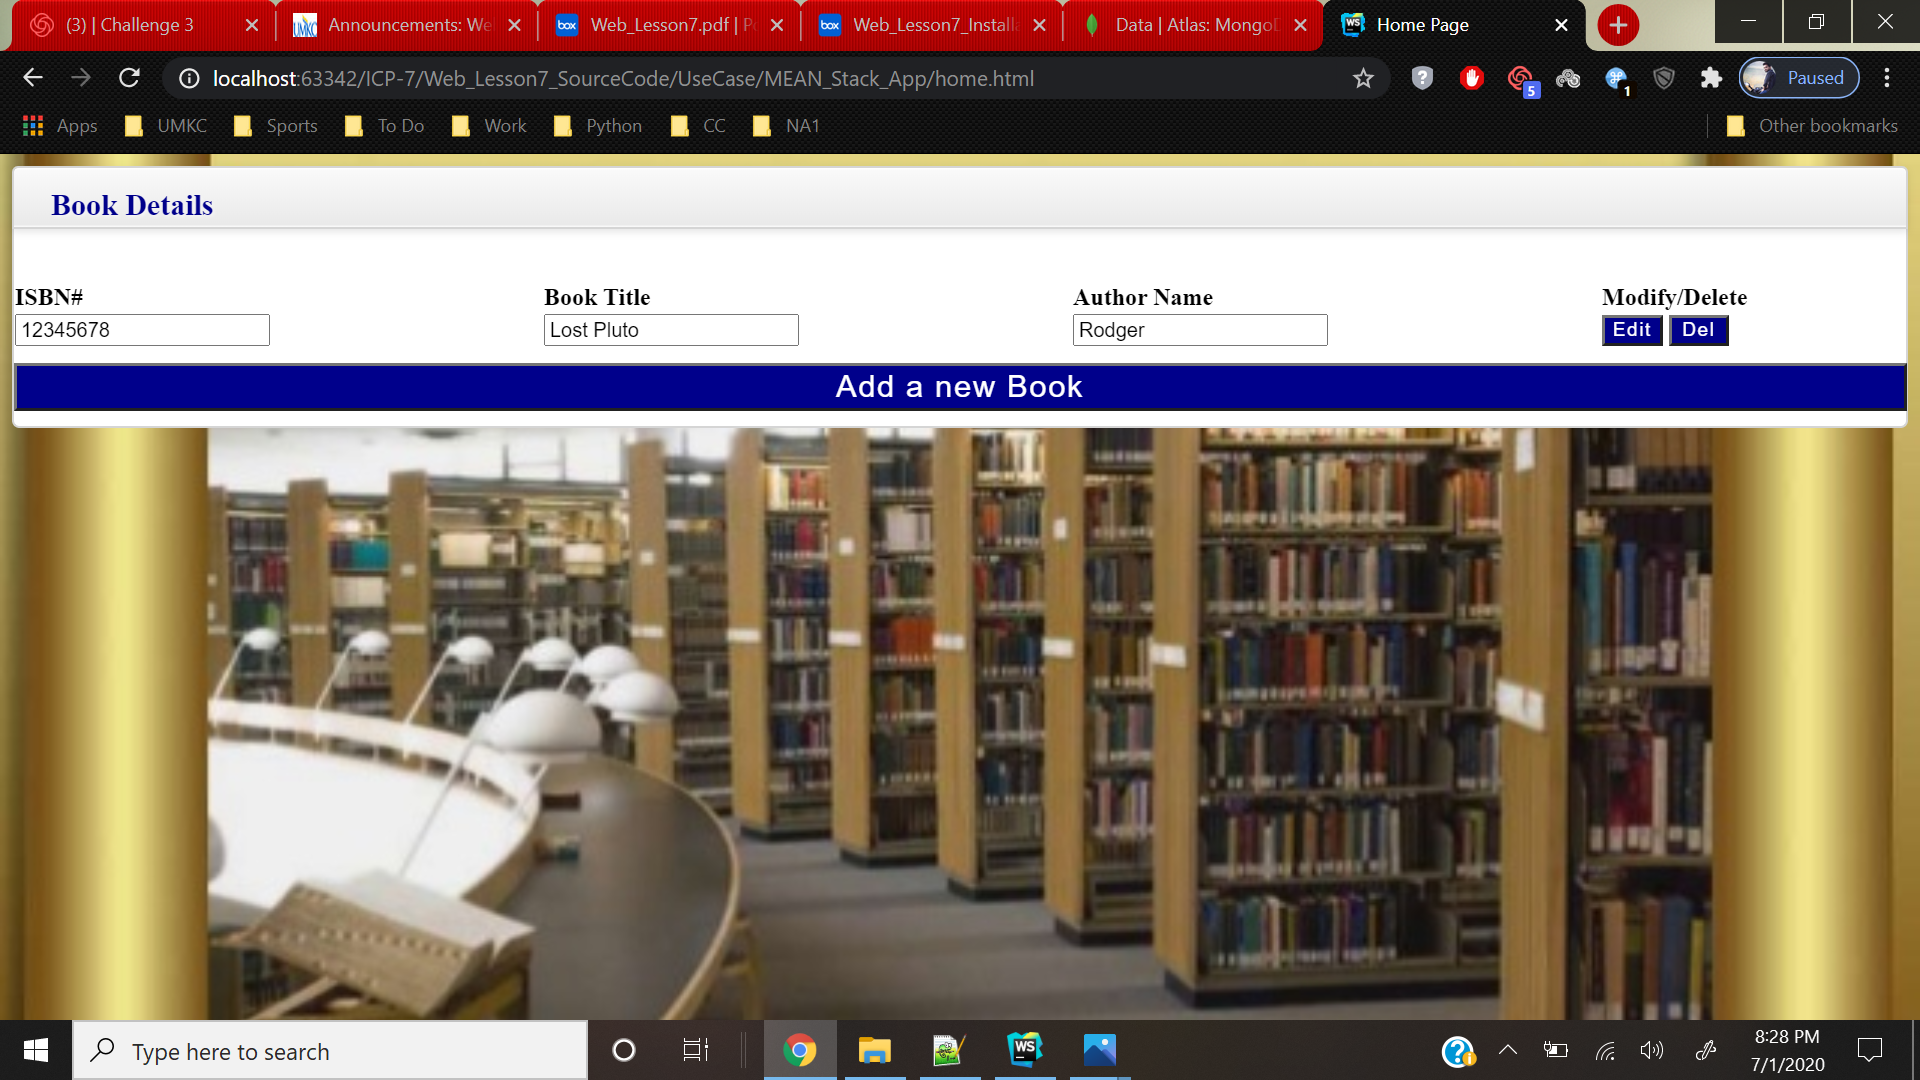 (3) | Challenge 3
Announcements: We
Web_Lesson7.pdf | P
Web_Lesson7_Install
Data | Atlas: MongoD
Home Page
localhost:63342/ICP-7/Web_Lesson7_SourceCode/UseCase/MEAN_Stack_App/home.html
5
1
Paused
Apps
UMKC
Sports
To Do
Work
Python
CC
NA1
Other bookmarks
Book Details
ISBN# Book Title Author Name Modify/Delete
12345678 Lost Pluto Rodger Edit Del
Add a new Book
Type here to search
WS
8:28 PM
7/1/2020